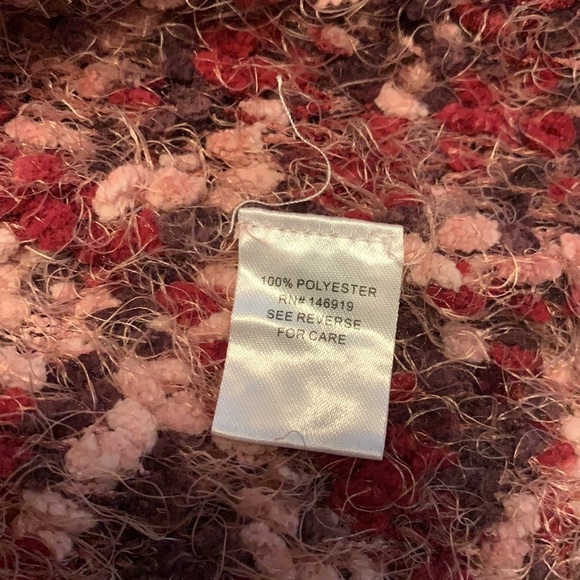 100% POLYESTER
RN# 146919
SEE REVERSE
FOR CARE